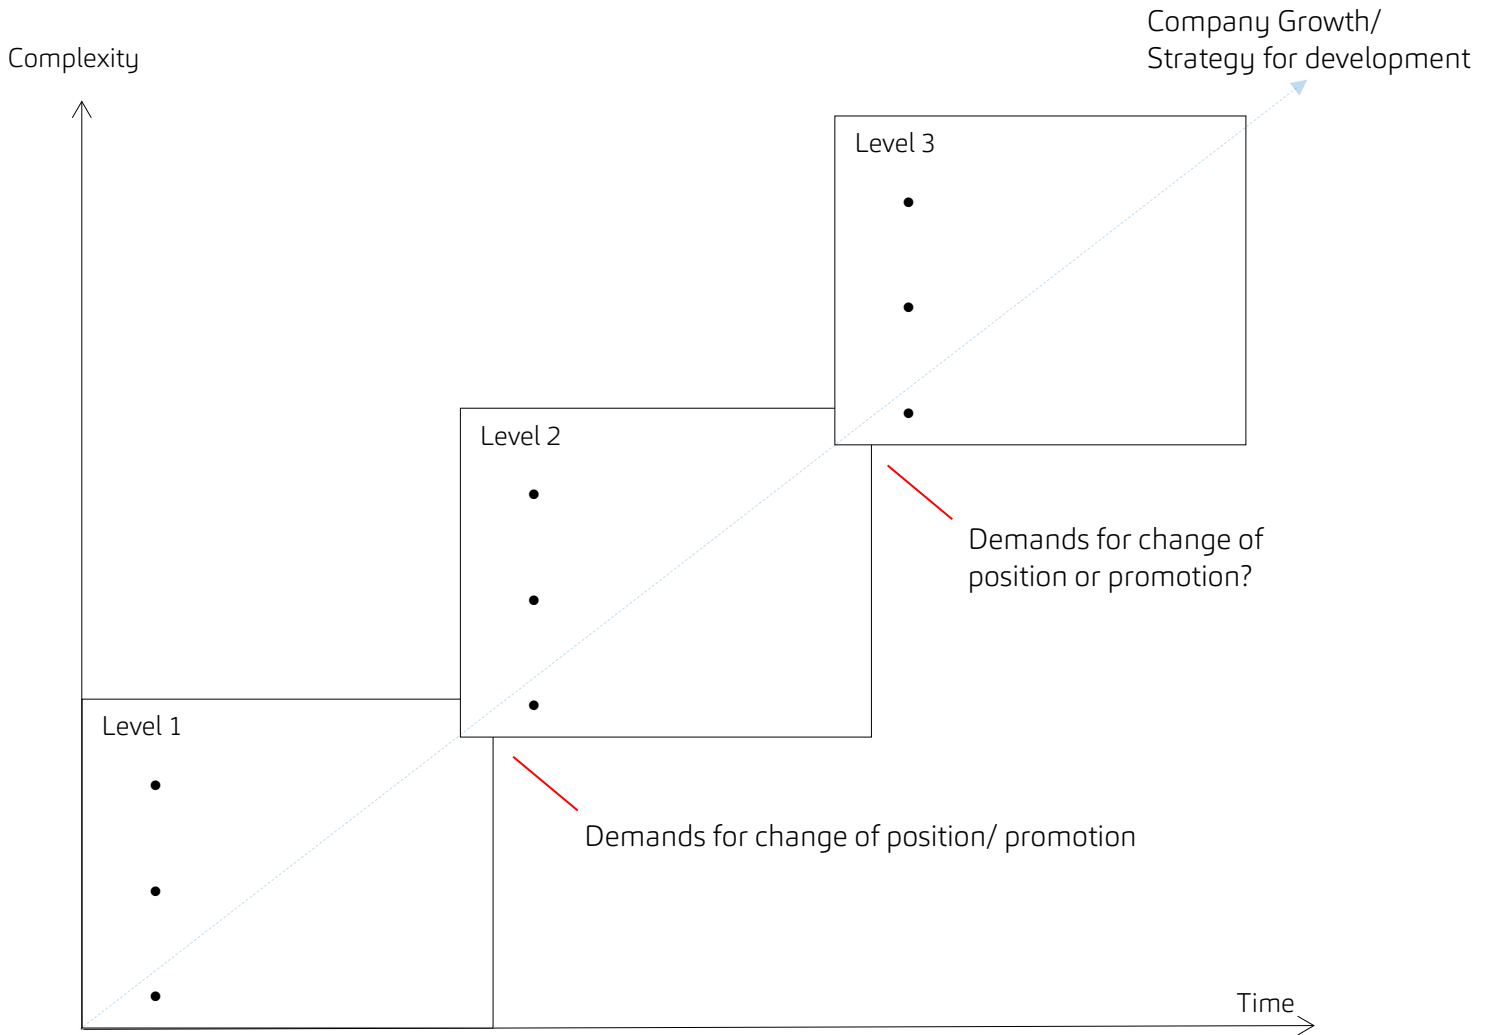 Company Growth/
Strategy for development
Complexity
Level 3
Level 2
Demands for change of
position or promotion?
Level 1
Demands for change of position/ promotion
Time